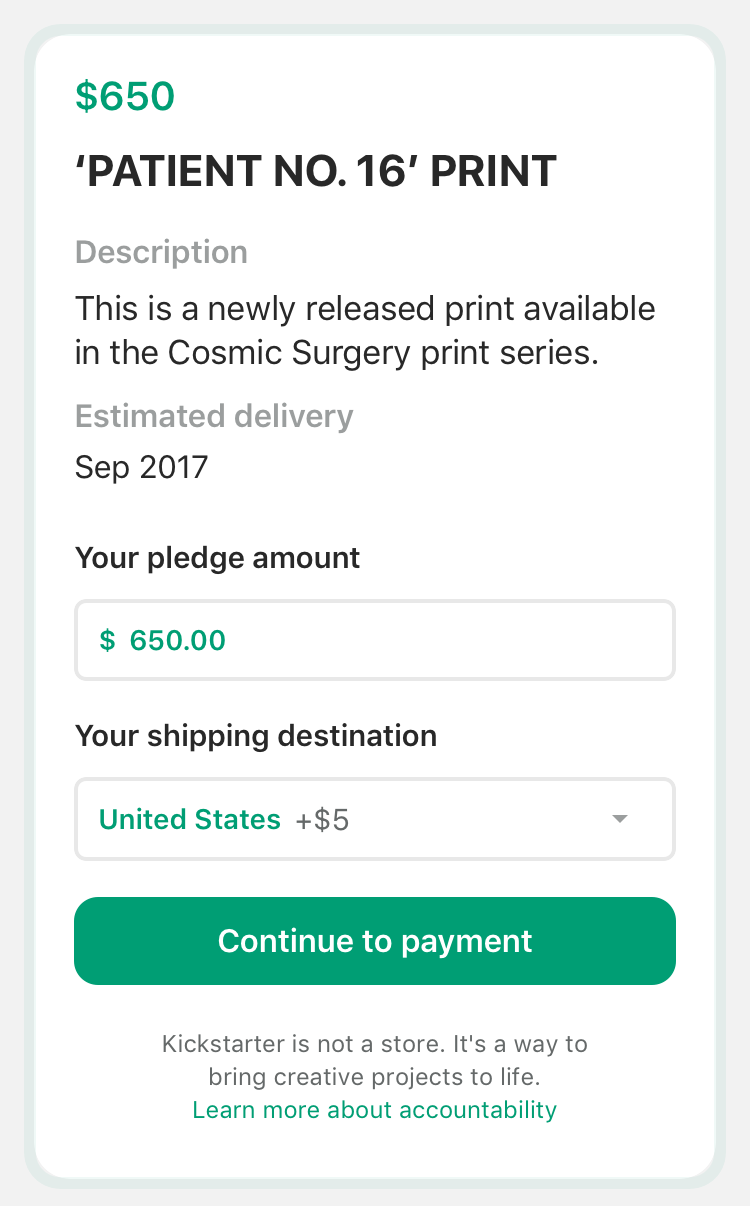 $650
‘PATIENT NO. 16’ PRINT
Description
This is a newly released print available
in the Cosmic Surgery print series.
Estimated delivery
Sep 2017
Your pledge amount
$ 650.00
Your shipping destination
United States +$5
Continue to payment
Kickstarter is not a store. It's a way to
bring creative projects to life.
Learn more about accountability